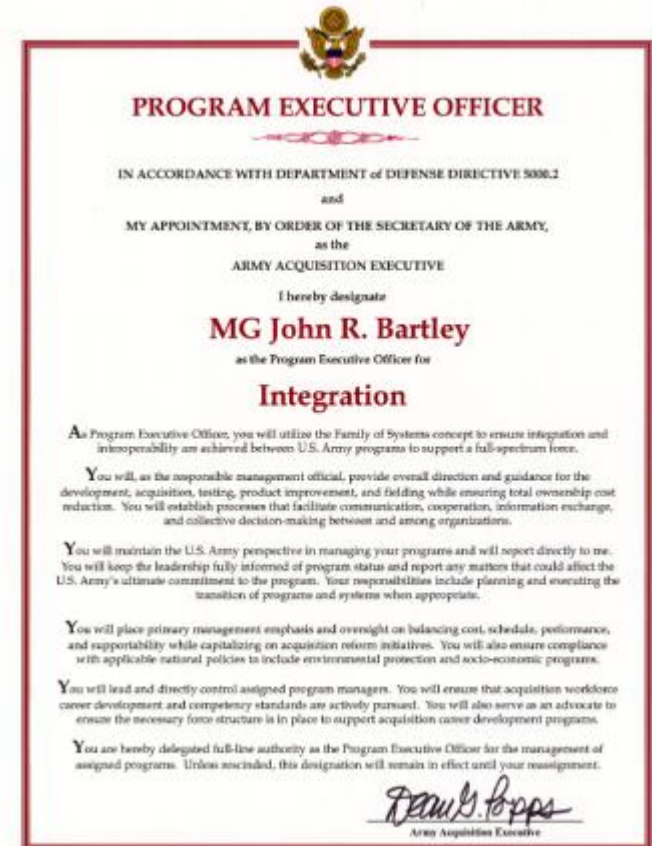 PROGRAM EXECUTIVE OFFICER
IN ACCORDANCE WITH DEPARTMENT of DEFENSE DIRECTIVE 5000.2
and
MY APPOINTMENT, BY ORDER OF THE SECRETARY OF THE ARMY,
as the
ARMY ACQUISITION EXECUTIVE
I hereby designate
MG John R. Bartley
as the Program Executive Officer for
Integration
As Program Executive Officer, you will utilize the Family of Systems concept to ensure integration and
interoperability are achieved between U.S. Army programs to support a full-spectrum force.
You will, as the responsible management official, provide overall direction and guidance for the
development, acquisition, testing, product improvement, and fielding while ensuring total ownership cost
reduction. You will establish processes that facilitate communication, cooperation, information exchange,
and collective decision-making between and among organizations.
You will maintain the U.S. Army perspective in managing your programs and will report directly to me.
You will keep the leadership fully informed of program status and report any matters that could affect the
U.S. Army's ultimate commitment to the program. Your responsibilities include planning and executing the
transition of programs and systems when appropriate.
You will place primary management emphasis and oversight on balancing cost, schedule, performance,
and supportability while capitalizing on acquisition reform initiatives. You will also ensure compliance
with applicable national policies to include environmental protection and socio-economic programs.
You will lead and directly control assigned program managers. You will ensure that acquisition workforce
career development and competency standards are actively pursued. You will also serve as an advocate to
ensure the necessary force structure is in place to support acquisition career development programs.
You are hereby delegated full-line authority as the Program Executive Officer for the management of
assigned programs. Unless rescinded, this designation will remain in effect until your reassignment.
Dean G. Popps
Army Acquisition Executive